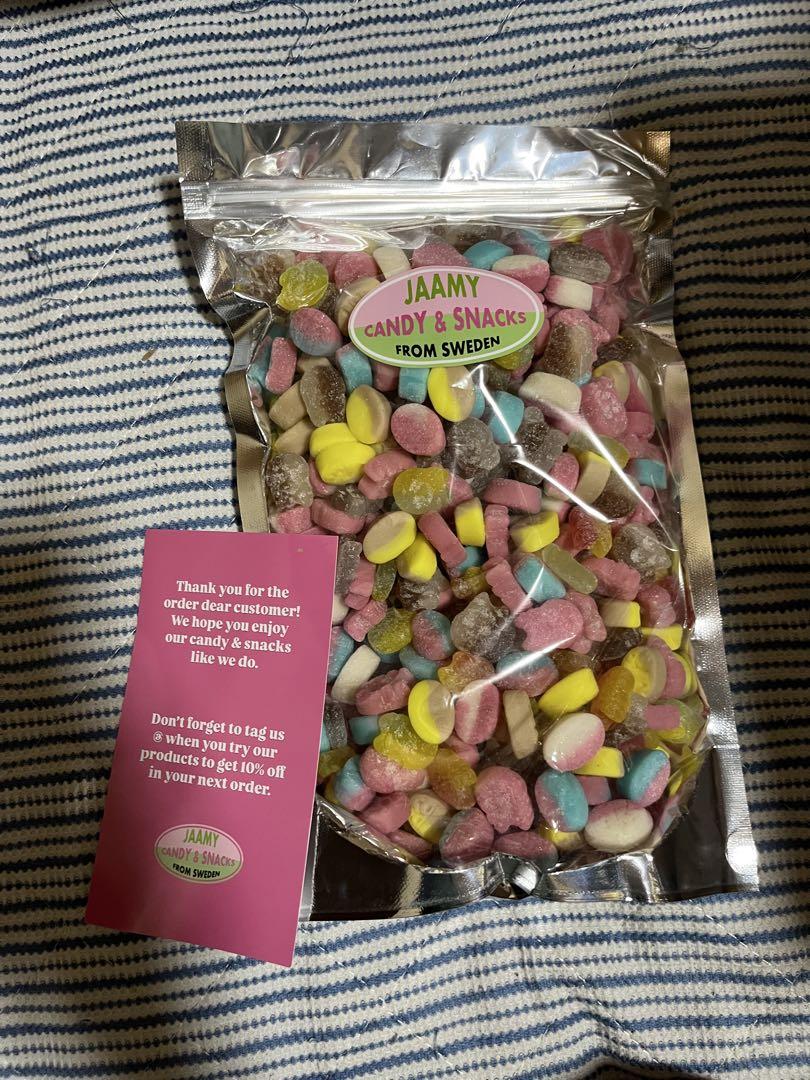 JAAMY
CANDY & SNACKS
FROM SWEDEN
Thank you for the
order dear customer!
We hope you enjoy
our candy & snacks
like we do.
Don't forget to tag us
@ when you try our
products to get 10% off
in your next order.
JAAMY
CANDY & SNACKS
FROM SWEDEN